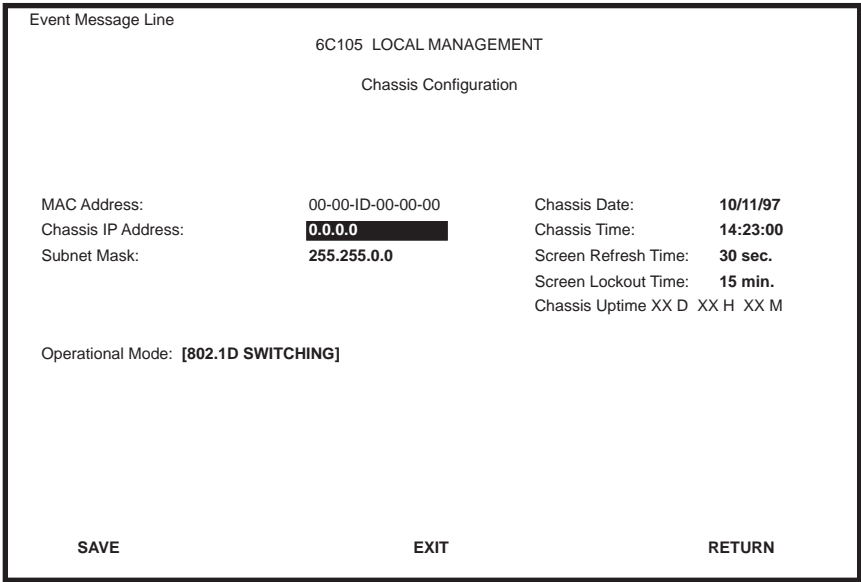 Event Message Line
6C105 LOCAL MANAGEMENT
Chassis Configuration
MAC Address: 00-00-ID-00-00-00 Chassis Date: 10/11/97
Chassis IP Address: 0.0.0.0 Chassis Time: 14:23:00
Subnet Mask: 255.255.0.0 Screen Refresh Time: 30 sec.
Screen Lockout Time: 15 min.
Chassis Uptime XX D XX H XX M
Operational Mode: [802.1D SWITCHING]
SAVE EXIT RETURN